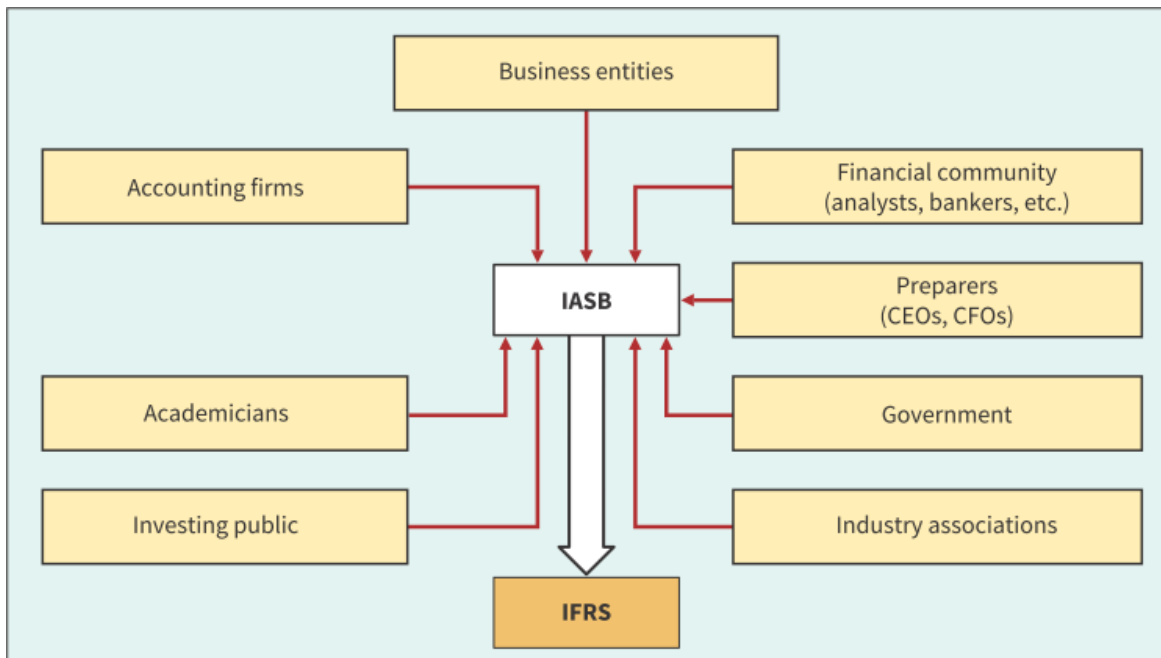 Business entities
Accounting firms
Financial community
(analysts, bankers, etc.)
IASB
Preparers
(CEOs, CFOs)
Academicians
Government
Investing public
Industry associations
IFRS